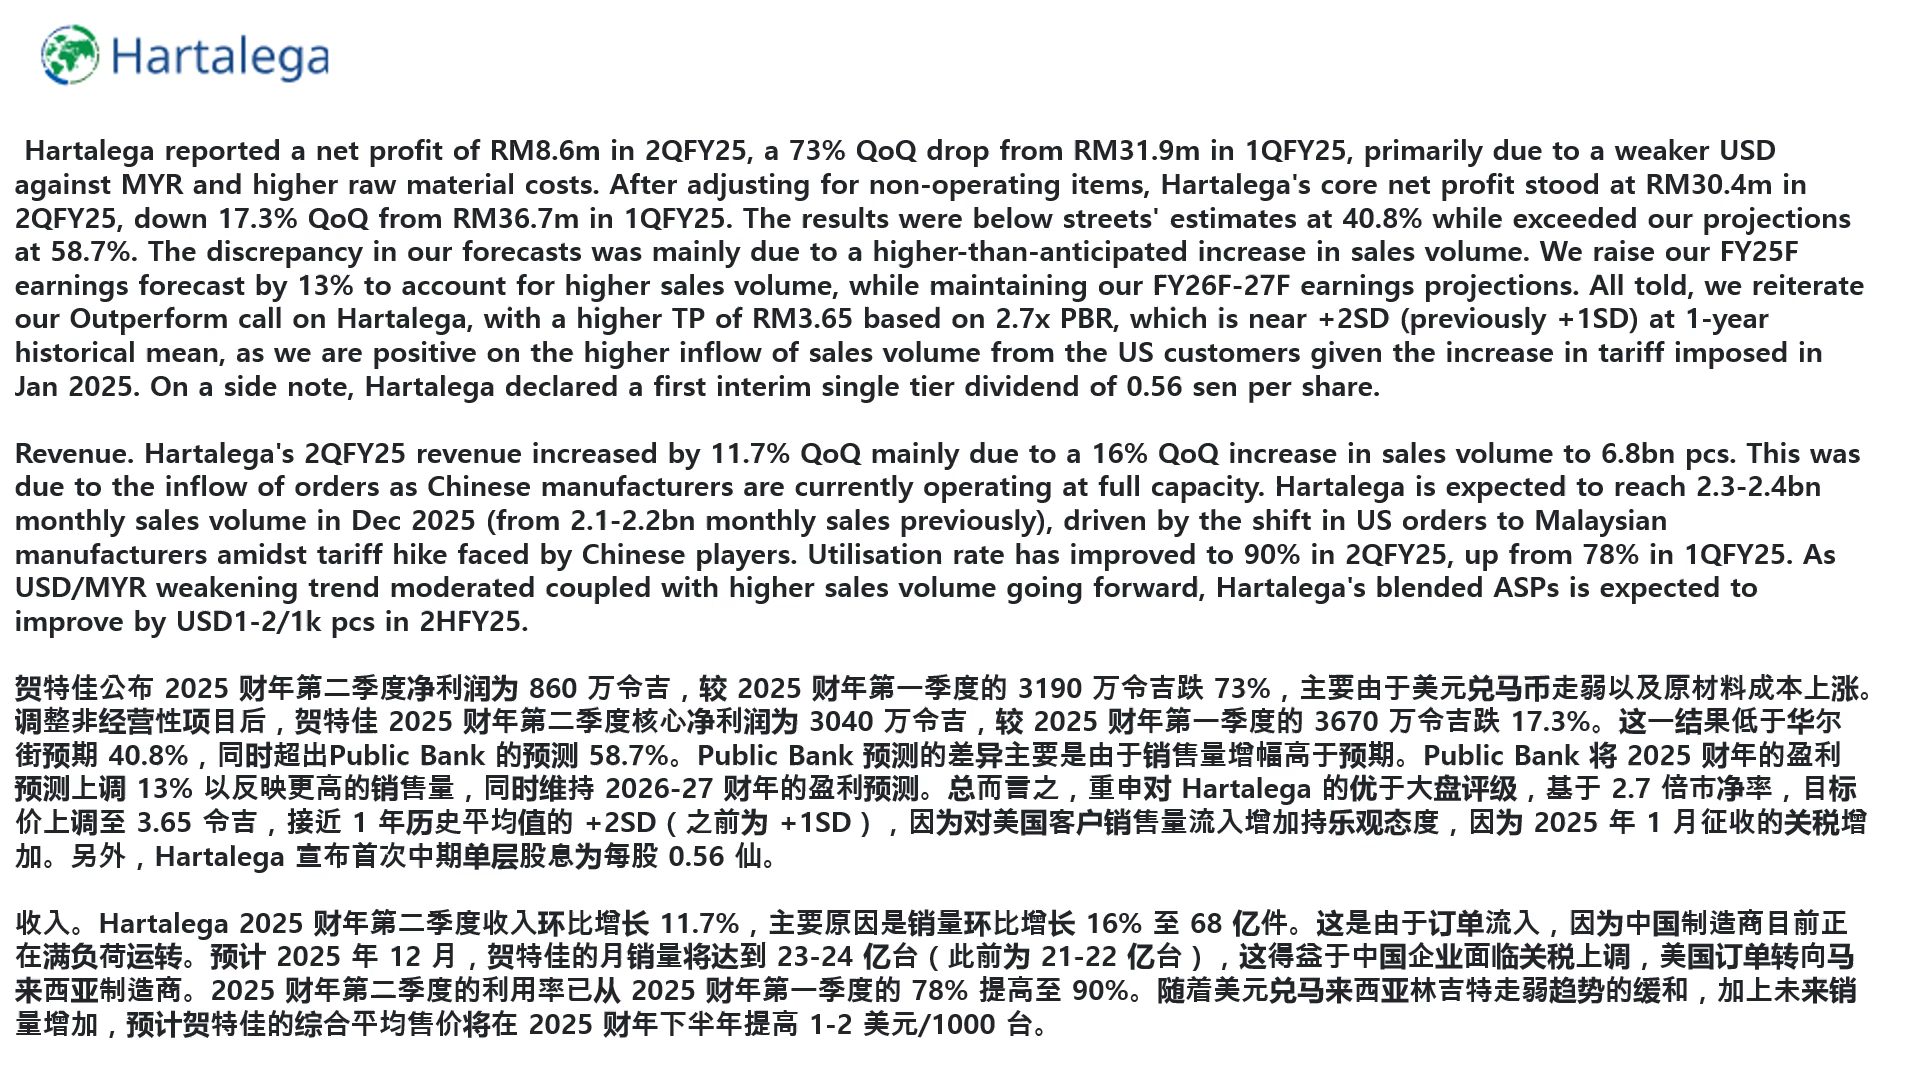 Hartalega
Hartalega reported a net profit of RM8.6m in 2QFY25, a 73% QoQ drop from RM31.9m in 1QFY25, primarily due to a weaker USD
against MYR and higher raw material costs. After adjusting for non-operating items, Hartalega's core net profit stood at RM30.4m in
2QFY25, down 17.3% QoQ from RM36.7m in 1QFY25. The results were below streets' estimates at 40.8% while exceeded our projections
at 58.7%. The discrepancy in our forecasts was mainly due to a higher-than-anticipated increase in sales volume. We raise our FY25F
earnings forecast by 13% to account for higher sales volume, while maintaining our FY26F-27F earnings projections. All told, we reiterate
our Outperform call on Hartalega, with a higher TP of RM3.65 based on 2.7x PBR, which is near +2SD (previously +1SD) at 1-year
historical mean, as we are positive on the higher inflow of sales volume from the US customers given the increase in tariff imposed in
Jan 2025. On a side note, Hartalega declared a first interim single tier dividend of 0.56 sen per share.
Revenue. Hartalega's 2QFY25 revenue increased by 11.7% QoQ mainly due to a 16% QoQ increase in sales volume to 6.8bn pcs. This was
due to the inflow of orders as Chinese manufacturers are currently operating at full capacity. Hartalega is expected to reach 2.3-2.4bn
monthly sales volume in Dec 2025 (from 2.1-2.2bn monthly sales previously), driven by the shift in US orders to Malaysian
manufacturers amidst tariff hike faced by Chinese players. Utilisation rate has improved to 90% in 2QFY25, up from 78% in 1QFY25. As
USD/MYR weakening trend moderated coupled with higher sales volume going forward, Hartalega's blended ASPs is expected to
improve by USD1-2/1k pcs in 2HFY25.
贺特佳公布 2025 财年第二季度净利润为 860 万令吉，较 2025 财年第一季度的 3190 万令吉跌 73%，主要由于美元兑马币走弱以及原材料成本上涨。
调整非经营性项目后，贺特佳 2025 财年第二季度核心净利润为 3040 万令吉，较 2025 财年第一季度的 3670 万令吉跌 17.3%。这一结果低于华尔
街预期 40.8%，同时超出Public Bank 的预测 58.7%。Public Bank 预测的差异主要是由于销售量增幅高于预期。Public Bank 将 2025 财年的盈利
预测上调 13% 以反映更高的销售量，同时维持 2026-27 财年的盈利预测。总而言之，重申对 Hartalega 的优于大盘评级，基于 2.7 倍市净率，目标
价上调至 3.65 令吉，接近 1 年历史平均值的 +2SD（之前为 +1SD），因为对美国客户销售量流入增加持乐观态度，因为 2025 年 1 月征收的关税增
加。另外，Hartalega 宣布首次中期单层股息为每股 0.56 仙。
收入。Hartalega 2025 财年第二季度收入环比增长 11.7%，主要原因是销量环比增长 16% 至 68 亿件。这是由于订单流入，因为中国制造商目前正
在满负荷运转。预计 2025 年 12 月，贺特佳的月销量将达到 23-24 亿台（此前为 21-22 亿台），这得益于中国企业面临关税上调，美国订单转向马
来西亚制造商。2025 财年第二季度的利用率已从 2025 财年第一季度的 78% 提高至 90%。随着美元兑马来西亚林吉特走弱趋势的缓和，加上未来销
量增加，预计贺特佳的综合平均售价将在 2025 财年下半年提高 1-2 美元/1000 台。